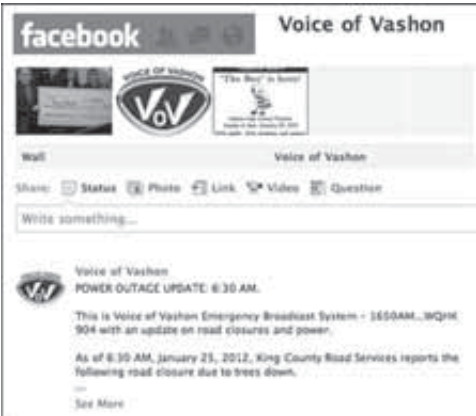 facebook
Voice of Vashon
VOICE OF VASHON
VoV
"The Boy" is here!
Wall
Voice of Vashon
Share: Status Photo Link Video Question
Write something...
Voice of Vashon
VoV
POWER OUTAGE UPDATE: 6:30 AM.
This is Voice of Vashon Emergency Broadcast System - 1650AM...WQHK
904 with an update on road closures and power.
As of 6:30 AM, January 25, 2012, King County Road Services reports the
following road closure due to trees down.
...
See More